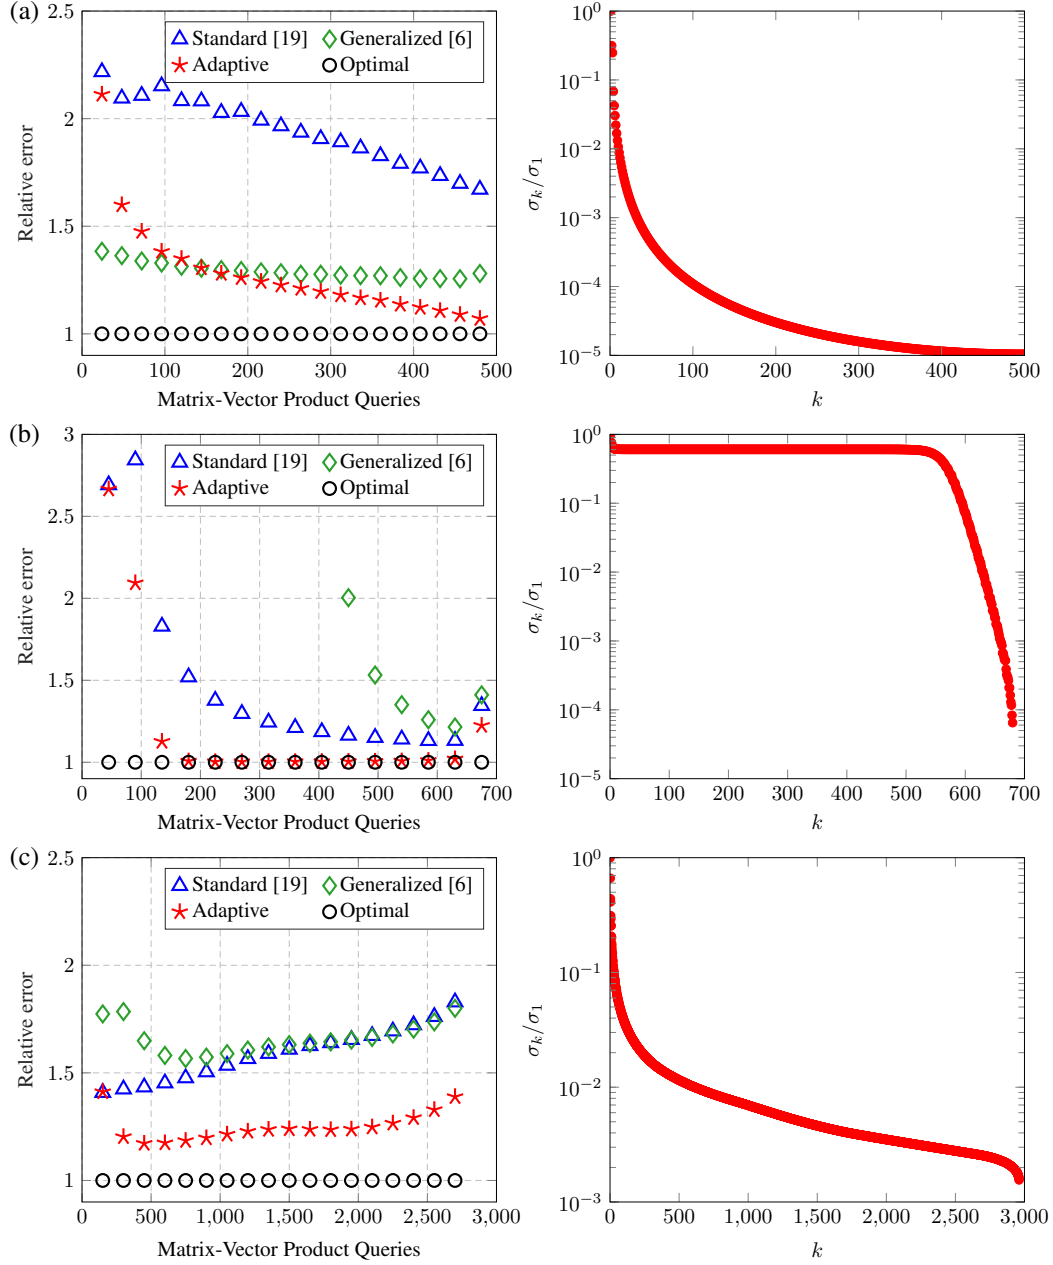 (a)
2.5
2
1.5
1
Relative error
Standard [19]
Generalized [6]
Adaptive
Optimal
0 100 200 300 400 500
Matrix-Vector Product Queries
10^0
10^-1
10^-2
10^-3
10^-4
10^-5
σ_k/σ_1
0 100 200 300 400 500
k
(b)
3
2.5
2
1.5
1
Relative error
Standard [19]
Generalized [6]
Adaptive
Optimal
0 100 200 300 400 500 600 700
Matrix-Vector Product Queries
10^0
10^-1
10^-2
10^-3
10^-4
10^-5
σ_k/σ_1
0 100 200 300 400 500 600 700
k
(c)
2.5
2
1.5
1
Relative error
Standard [19]
Generalized [6]
Adaptive
Optimal
0 500 1,000 1,500 2,000 2,500 3,000
Matrix-Vector Product Queries
10^0
10^-1
10^-2
10^-3
σ_k/σ_1
0 500 1,000 1,500 2,000 2,500 3,000
k